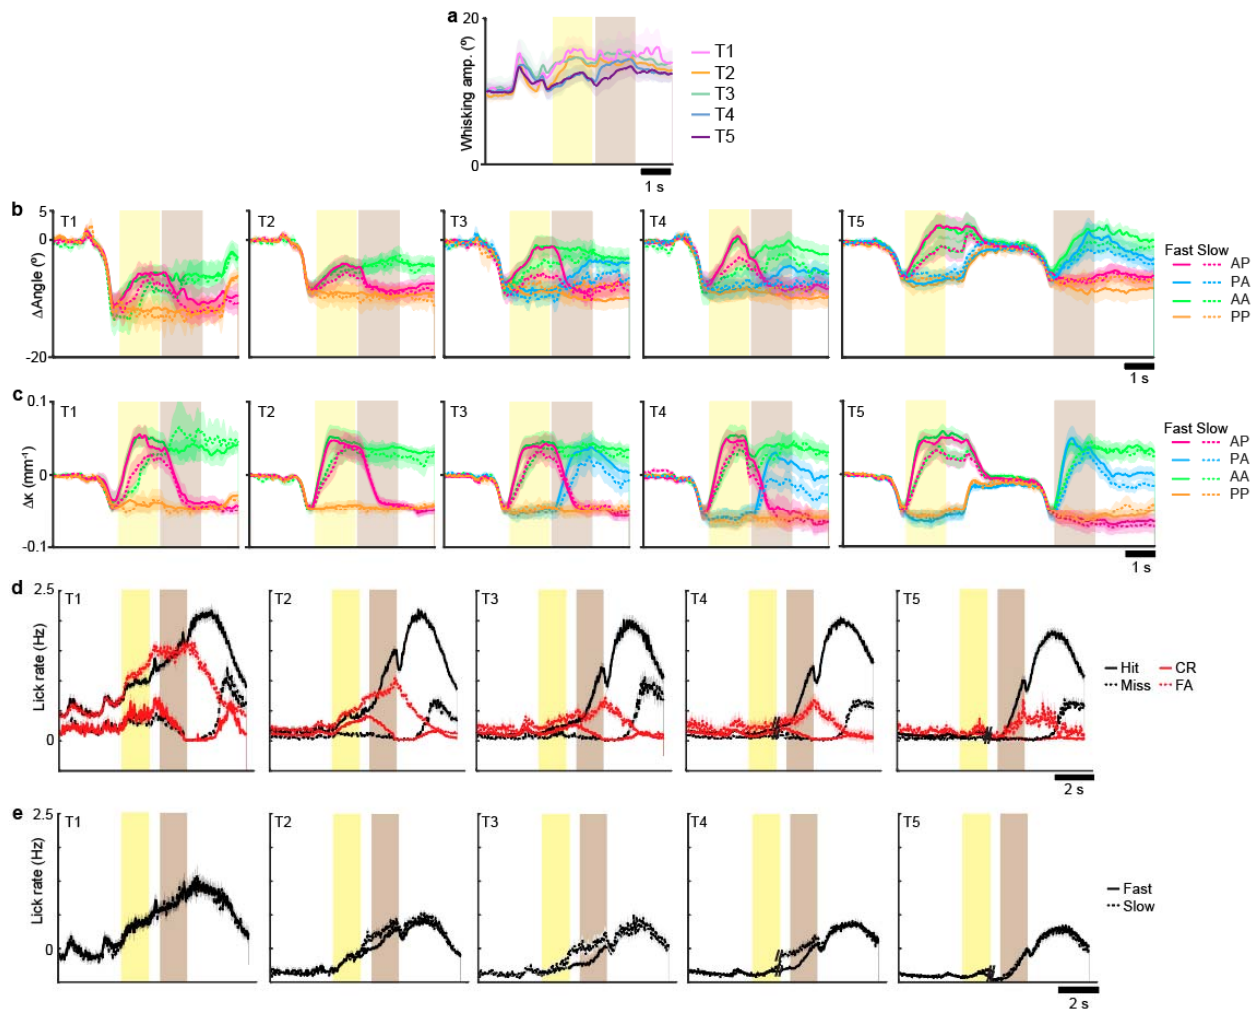 a
20
Whisking amp. (º)
0
1 s
T1
T2
T3
T4
T5
b
5
0
ΔAngle (º)
-20
T1
T2
T3
T4
T5
1 s
Fast Slow
AP
PA
AA
PP
c
0.1
0
Δκ (mm⁻¹)
-0.1
T1
T2
T3
T4
T5
1 s
Fast Slow
AP
PA
AA
PP
d
2.5
Lick rate (Hz)
0
T1
T2
T3
T4
T5
2 s
Hit CR
Miss FA
e
2.5
Lick rate (Hz)
0
T1
T2
T3
T4
T5
2 s
Fast
Slow